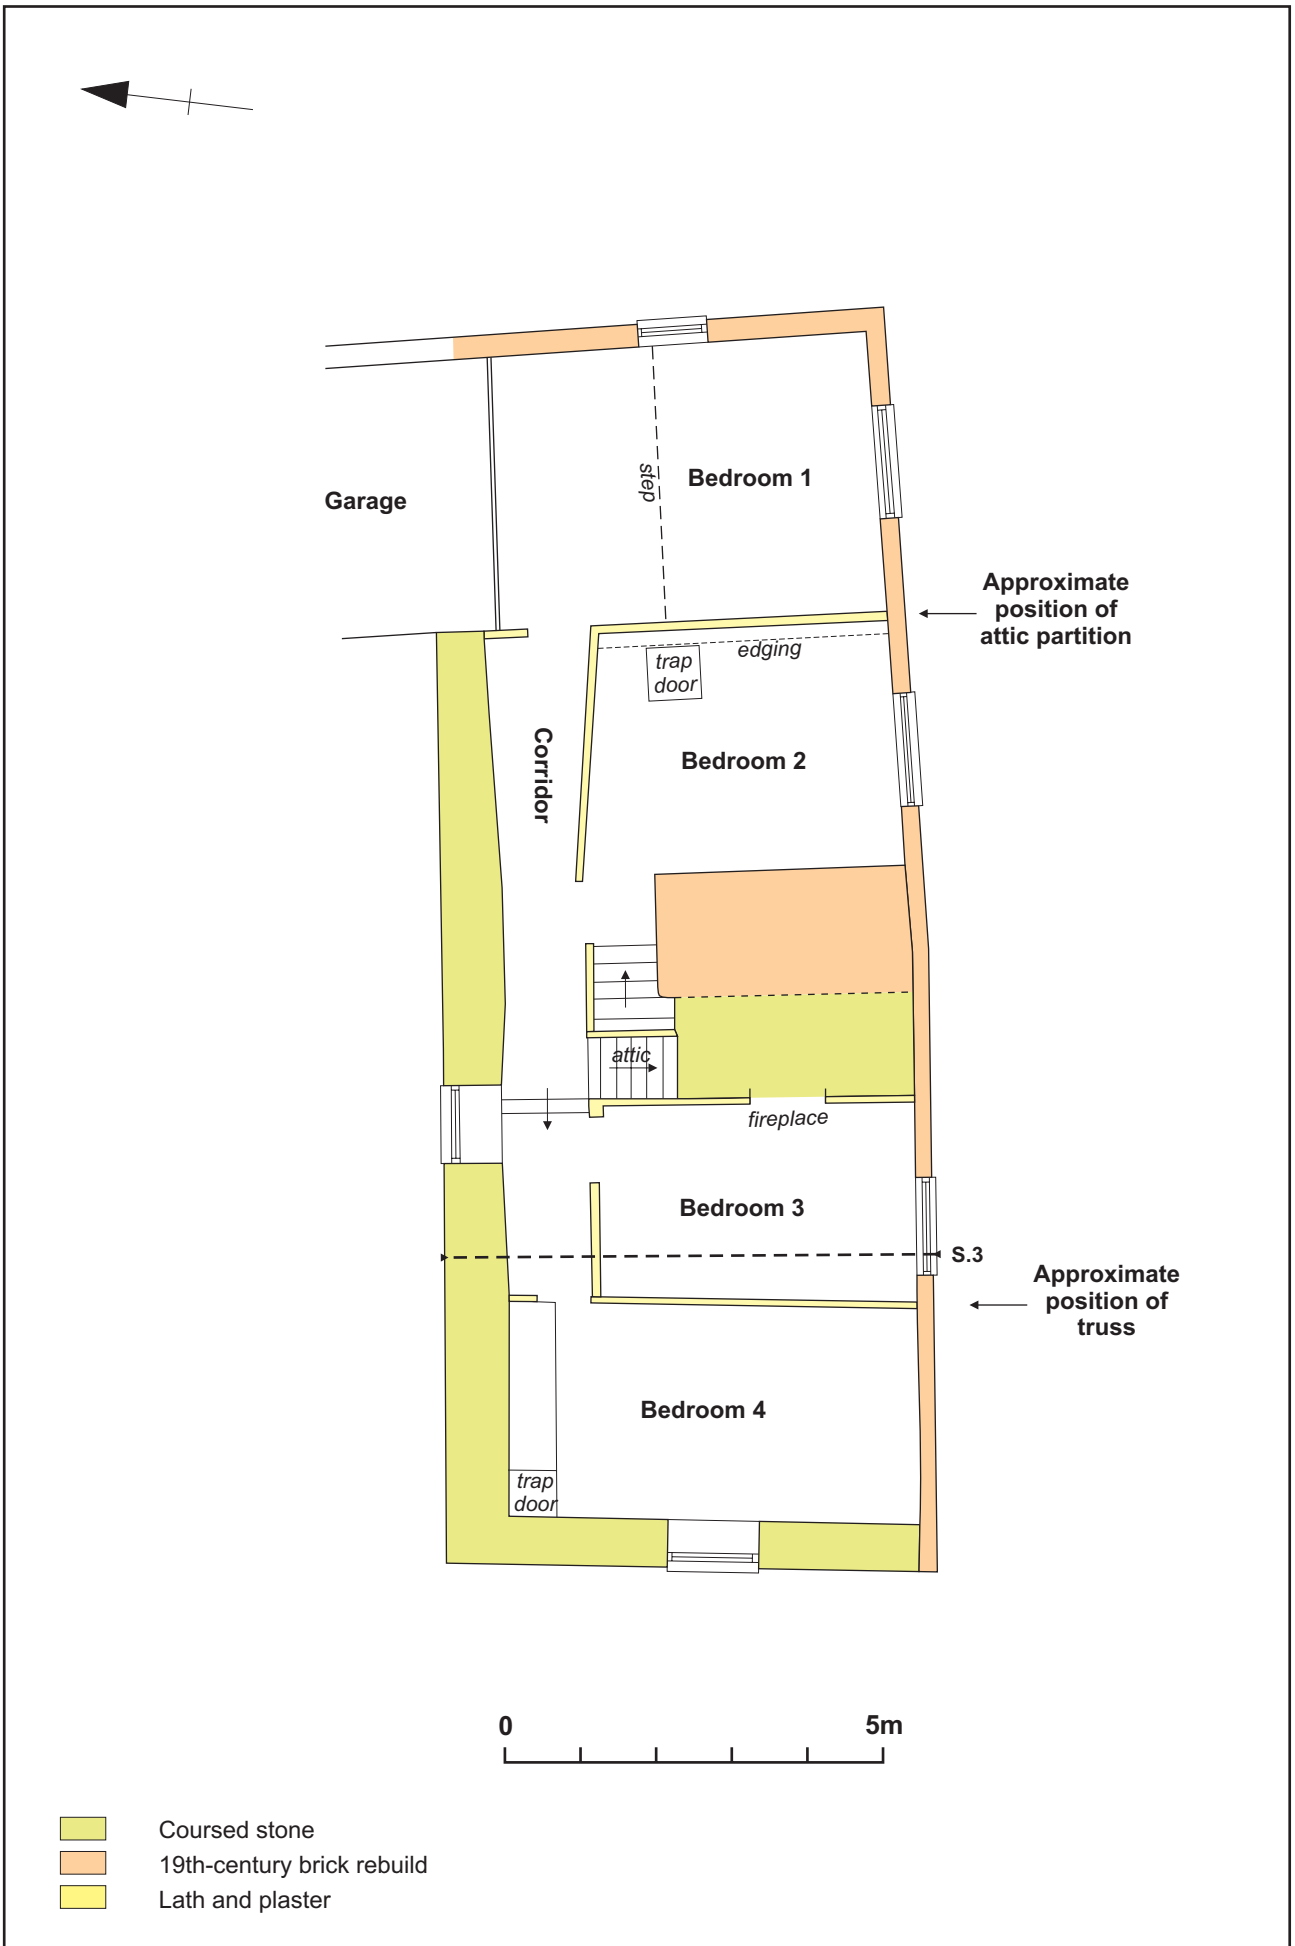 step
Bedroom 1
Garage
Approximate
position of
attic partition
edging
trap
door
Corridor
Bedroom 2
attic
fireplace
Bedroom 3
S.3
Approximate
position of
truss
Bedroom 4
trap
door
0
5m
Coursed stone
19th-century brick rebuild
Lath and plaster